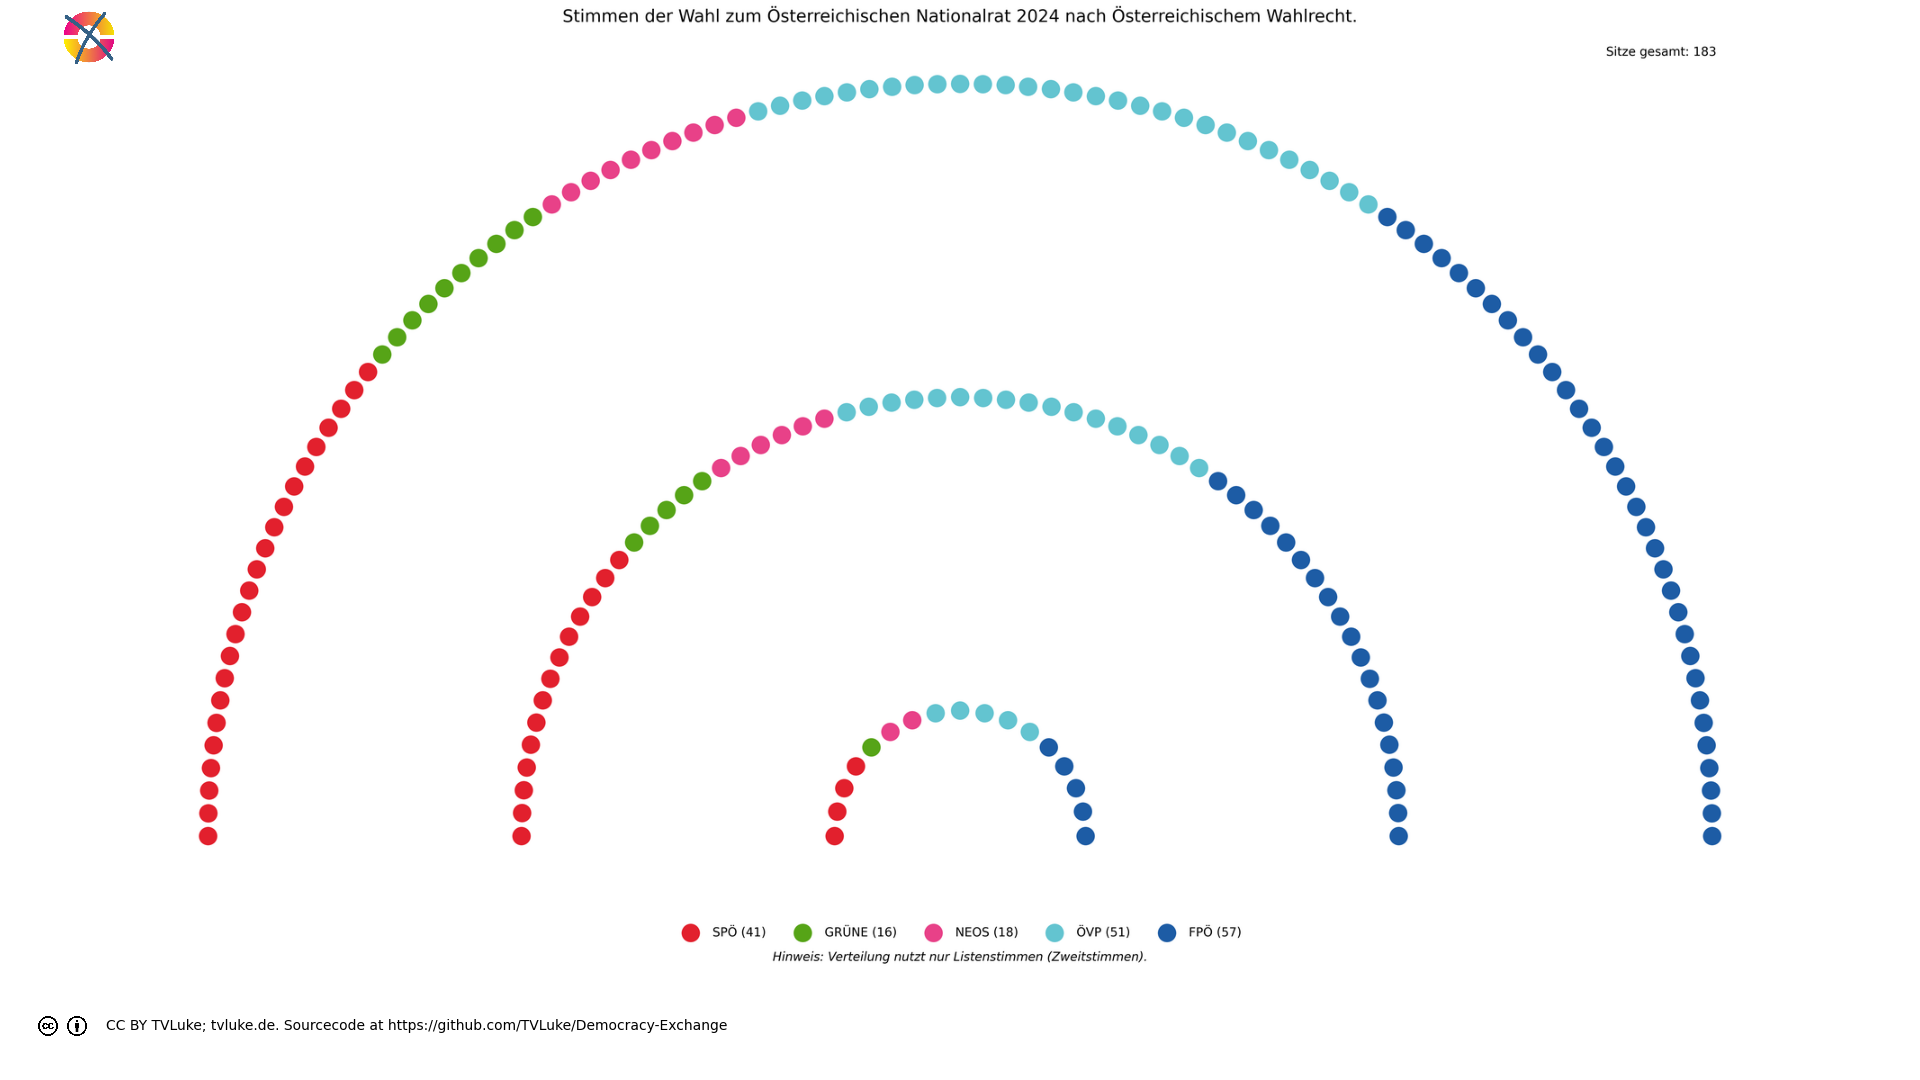 Stimmen der Wahl zum Österreichischen Nationalrat 2024 nach Österreichischem Wahlrecht.
Sitze gesamt: 183
SPÖ (41) GRÜNE (16) NEOS (18) ÖVP (51) FPÖ (57)
Hinweis: Verteilung nutzt nur Listenstimmen (Zweitstimmen).
cc CC BY TVLuke; tvluke.de. Sourcecode at https://github.com/TVLuke/Democracy-Exchange